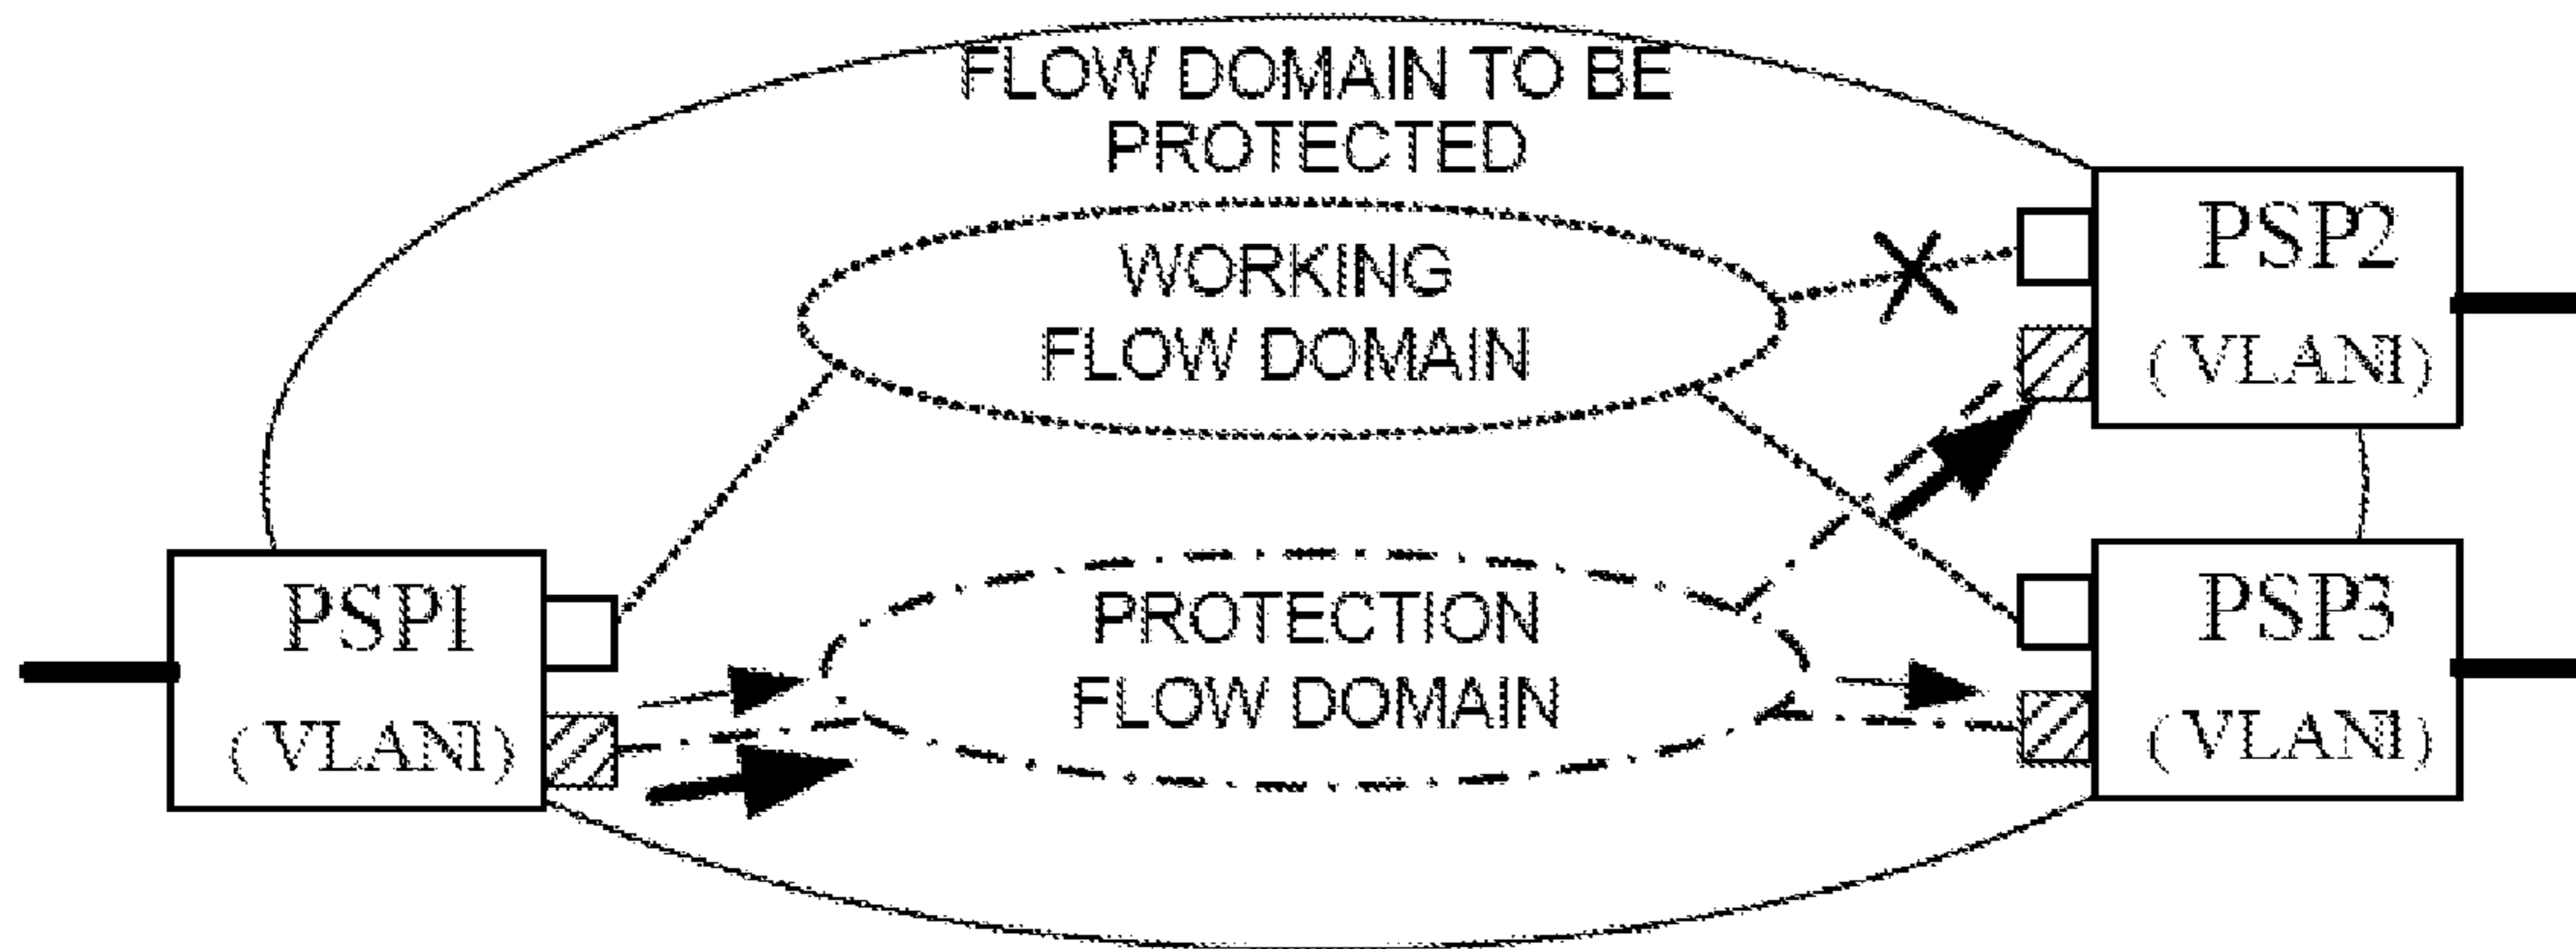 FLOW DOMAIN TO BE
PROTECTED
WORKING
FLOW DOMAIN
PSP2
(VLAN1)
PSP1
(VLAN1)
PROTECTION
FLOW DOMAIN
PSP3
(VLAN1)